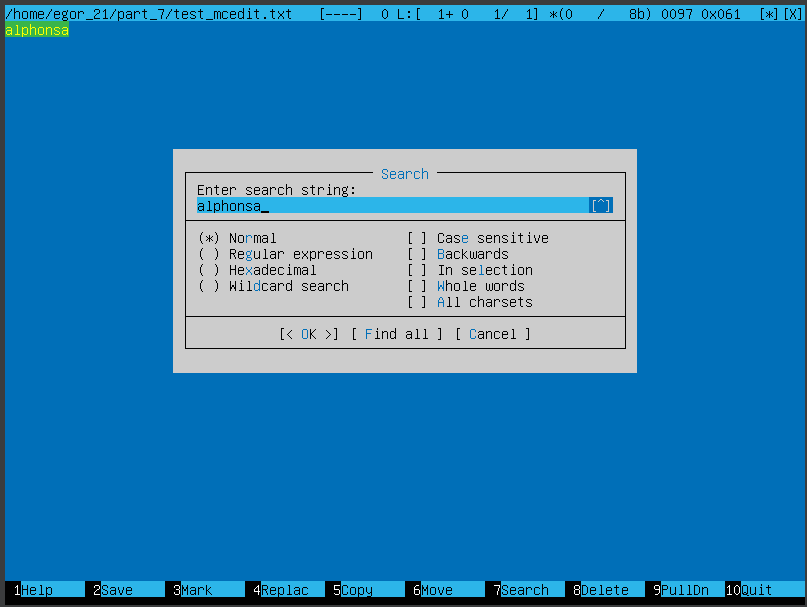 /home/egor_21/part_7/test_mcedit.txt   [----]  0 L:[  1+ 0   1/  1] *(0   /   8b) 0097 0x061  [*][X]
alphonsa
Search
Enter search string:
alphonsa_ [^]
(*) Normal [ ] Case sensitive
( ) Regular expression [ ] Backwards
( ) Hexadecimal [ ] In selection
( ) Wildcard search [ ] Whole words
[ ] All charsets
[< OK >] [ Find all ] [ Cancel ]
1Help 2Save 3Mark 4Replac 5Copy 6Move 7Search 8Delete 9PullDn 10Quit